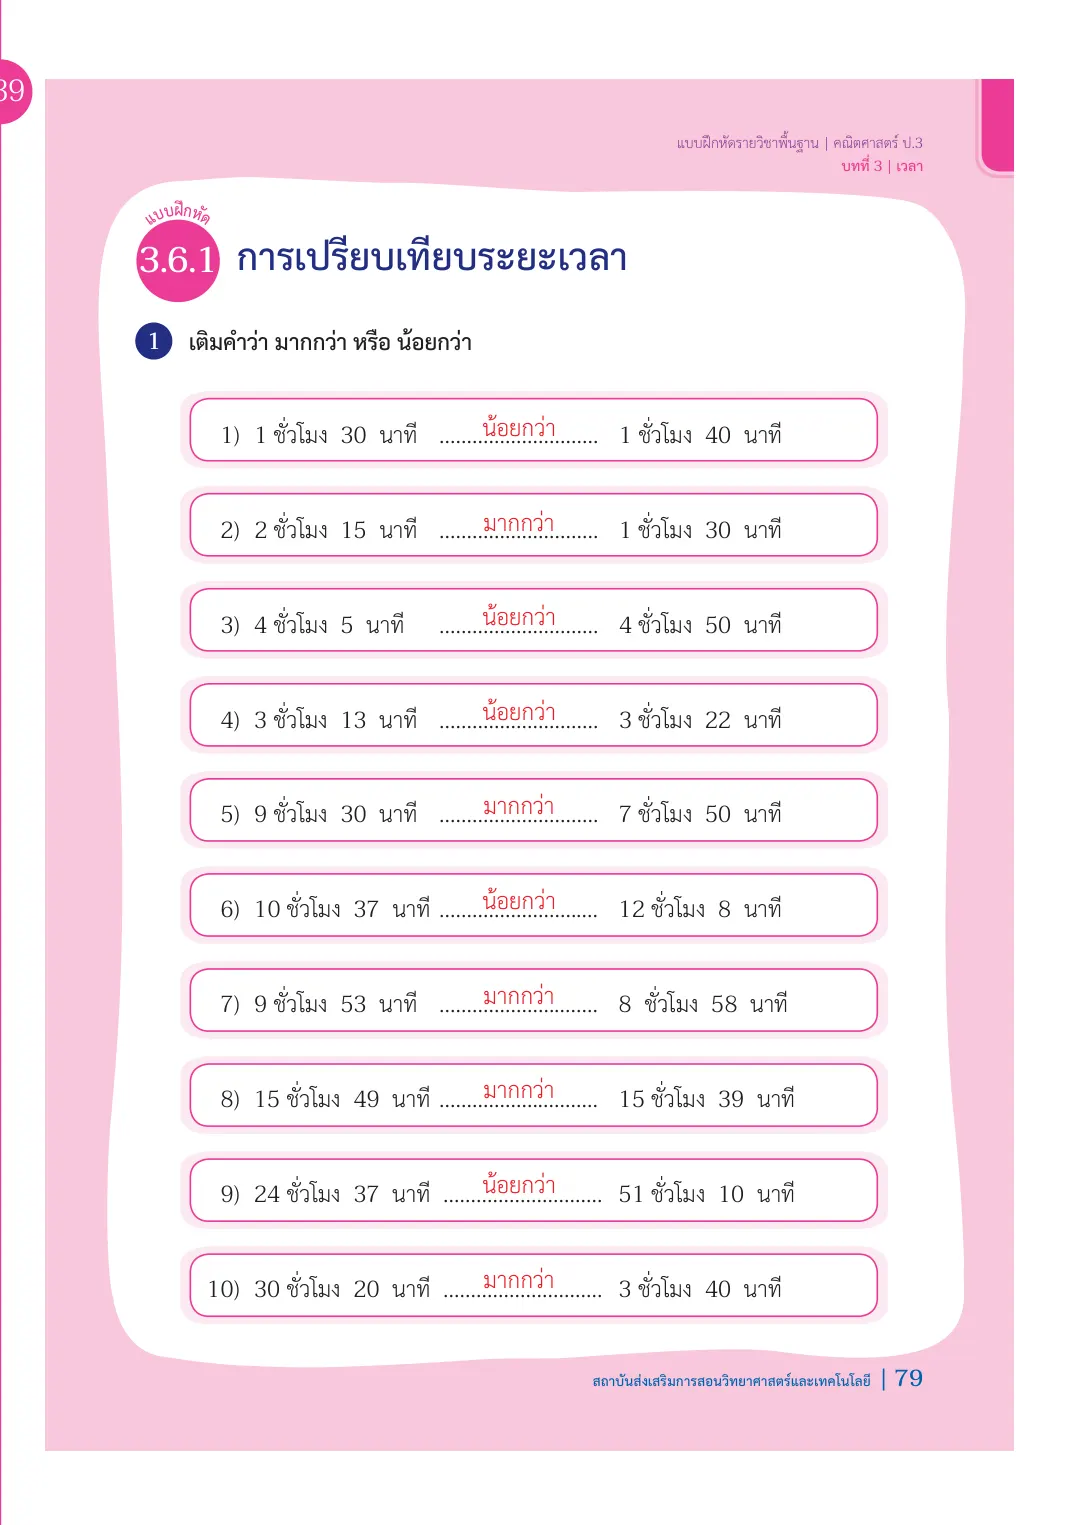 39
แบบฝึกหัดรายวิชาพื้นฐาน | คณิตศาสตร์ ป.3
บทที่ 3 | เวลา
แบบฝึกหัด
3.6.1 การเปรียบเทียบระยะเวลา
1 เติมคำว่า มากกว่า หรือ น้อยกว่า
1) 1 ชั่วโมง 30 นาที น้อยกว่า 1 ชั่วโมง 40 นาที
2) 2 ชั่วโมง 15 นาที มากกว่า 1 ชั่วโมง 30 นาที
3) 4 ชั่วโมง 5 นาที น้อยกว่า 4 ชั่วโมง 50 นาที
4) 3 ชั่วโมง 13 นาที น้อยกว่า 3 ชั่วโมง 22 นาที
5) 9 ชั่วโมง 30 นาที มากกว่า 7 ชั่วโมง 50 นาที
6) 10 ชั่วโมง 37 นาที น้อยกว่า 12 ชั่วโมง 8 นาที
7) 9 ชั่วโมง 53 นาที มากกว่า 8 ชั่วโมง 58 นาที
8) 15 ชั่วโมง 49 นาที มากกว่า 15 ชั่วโมง 39 นาที
9) 24 ชั่วโมง 37 นาที น้อยกว่า 51 ชั่วโมง 10 นาที
10) 30 ชั่วโมง 20 นาที มากกว่า 3 ชั่วโมง 40 นาที
สถาบันส่งเสริมการสอนวิทยาศาสตร์และเทคโนโลยี | 79